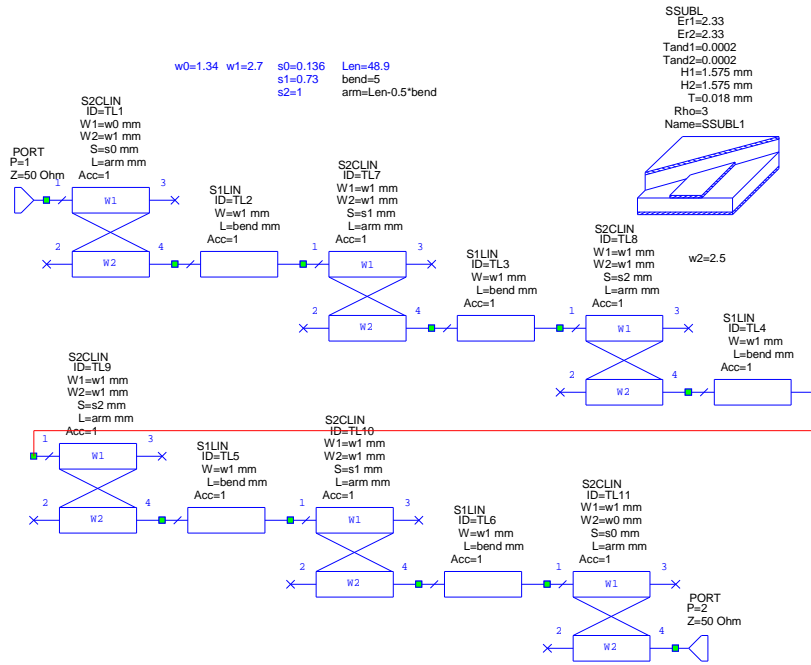 SSUBL
Er1=2.33
Er2=2.33
Tand1=0.0002
Tand2=0.0002
H1=1.575 mm
H2=1.575 mm
T=0.018 mm
Rho=3
Name=SSUBL1
w0=1.34 w1=2.7 s0=0.136 Len=48.9
s1=0.73 bend=5
s2=1 arm=Len-0.5*bend
S2CLIN
ID=TL1
W1=w0 mm
W2=w1 mm
S=s0 mm
L=arm mm
Acc=1
PORT
P=1
Z=50 Ohm
1
W1
3
2
W2
4
S1LIN
ID=TL2
W=w1 mm
L=bend mm
Acc=1
S2CLIN
ID=TL7
W1=w1 mm
W2=w1 mm
S=s1 mm
L=arm mm
Acc=1
1
W1
3
2
W2
4
S1LIN
ID=TL3
W=w1 mm
L=bend mm
Acc=1
S2CLIN
ID=TL8
W1=w1 mm
W2=w1 mm
S=s2 mm
L=arm mm
Acc=1
1
W1
3
2
W2
4
w2=2.5
S1LIN
ID=TL4
W=w1 mm
L=bend mm
Acc=1
S2CLIN
ID=TL9
W1=w1 mm
W2=w1 mm
S=s2 mm
L=arm mm
Acc=1
1
W1
3
2
W2
4
S1LIN
ID=TL5
W=w1 mm
L=bend mm
Acc=1
S2CLIN
ID=TL10
W1=w1 mm
W2=w1 mm
S=s1 mm
L=arm mm
Acc=1
1
W1
3
2
W2
4
S1LIN
ID=TL6
W=w1 mm
L=bend mm
Acc=1
S2CLIN
ID=TL11
W1=w1 mm
W2=w0 mm
S=s0 mm
L=arm mm
Acc=1
1
W1
3
2
W2
4
PORT
P=2
Z=50 Ohm